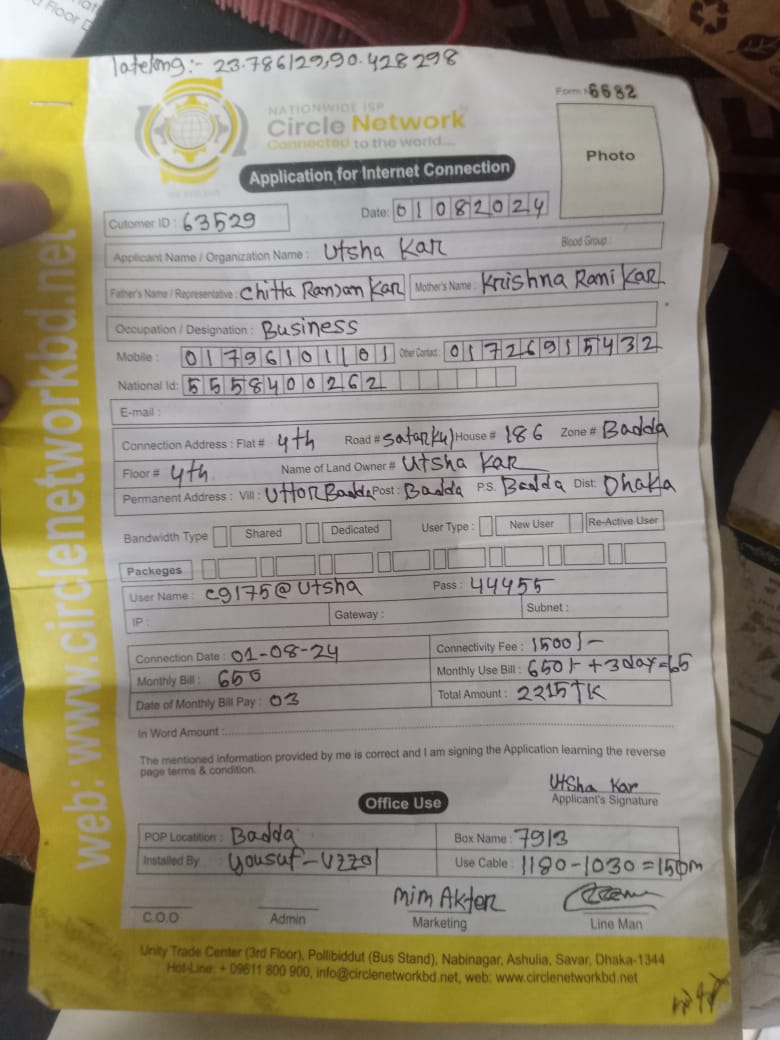 latelong:- 23.786129,90.428298
Form # 6682
NATIONWIDE ISP
Circle Network
Connected to the world....
Photo
Application for Internet Connection
Cutomer ID : 63529
Date: 01082024
Applicant Name / Organization Name : Utsha Kar
Blood Group :
Father's Name / Representative : Chitta Ranjan Kar Mother's Name : Krishna Rani Kar
Occupation / Designation : Business
Mobile : 01796101101 Other Contact : 01726915432
National Id: 5558400262
E-mail :
Connection Address : Flat # 4th Road # satarkul House # 186 Zone # Badda
Floor # 4th Name of Land Owner # Utsha Kar
Permanent Address : Vill : Uttor Badda Post : Badda P.S. Badda Dist: Dhaka
Bandwidth Type Shared Dedicated User Type : New User Re-Active User
Packeges
User Name : c9175@utsha Pass : 44455
IP : Gateway : Subnet :
Connection Date : 01-08-24 Connectivity Fee : 1500/-
Monthly Bill : 650 Monthly Use Bill : 650/- +3day=65
Date of Monthly Bill Pay : 03 Total Amount : 2215TK
In Word Amount :
The mentioned information provided by me is correct and I am signing the Application learning the reverse
page terms & condition.
Utsha Kar
Applicant's Signature
Office Use
POP Locatition : Badda Box Name : 7913
Installed By : Yousuf-Uzzol Use Cable : 1180-1030=150m
Mim Akter
C.O.O Admin Marketing Line Man
Unity Trade Center (3rd Floor), Pollibiddut (Bus Stand), Nabinagar, Ashulia, Savar, Dhaka-1344
Hot-Line: + 09611 800 900, info@circlenetworkbd.net, web: www.circlenetworkbd.net
web: www.circlenetworkbd.net